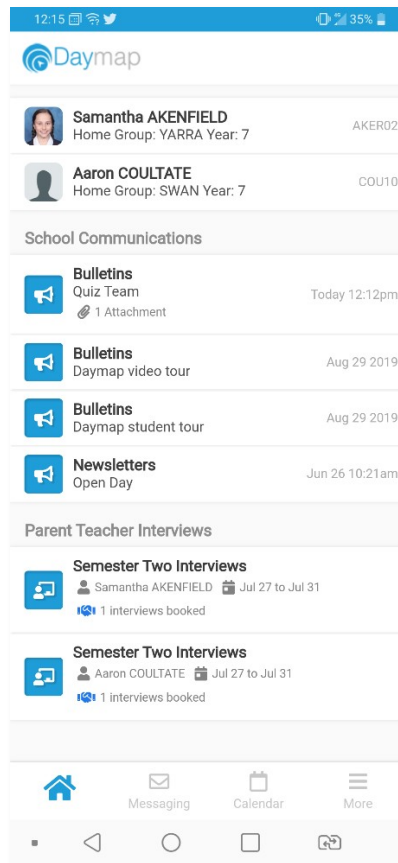 12:15 35%
Daymap
Samantha AKENFIELD
Home Group: YARRA Year: 7
AKER02
Aaron COULTATE
Home Group: SWAN Year: 7
COU10
School Communications
Bulletins
Quiz Team
1 Attachment
Today 12:12pm
Bulletins
Daymap video tour
Aug 29 2019
Bulletins
Daymap student tour
Aug 29 2019
Newsletters
Open Day
Jun 26 10:21am
Parent Teacher Interviews
Semester Two Interviews
Samantha AKENFIELD Jul 27 to Jul 31
1 interviews booked
Semester Two Interviews
Aaron COULTATE Jul 27 to Jul 31
1 interviews booked
Messaging Calendar More